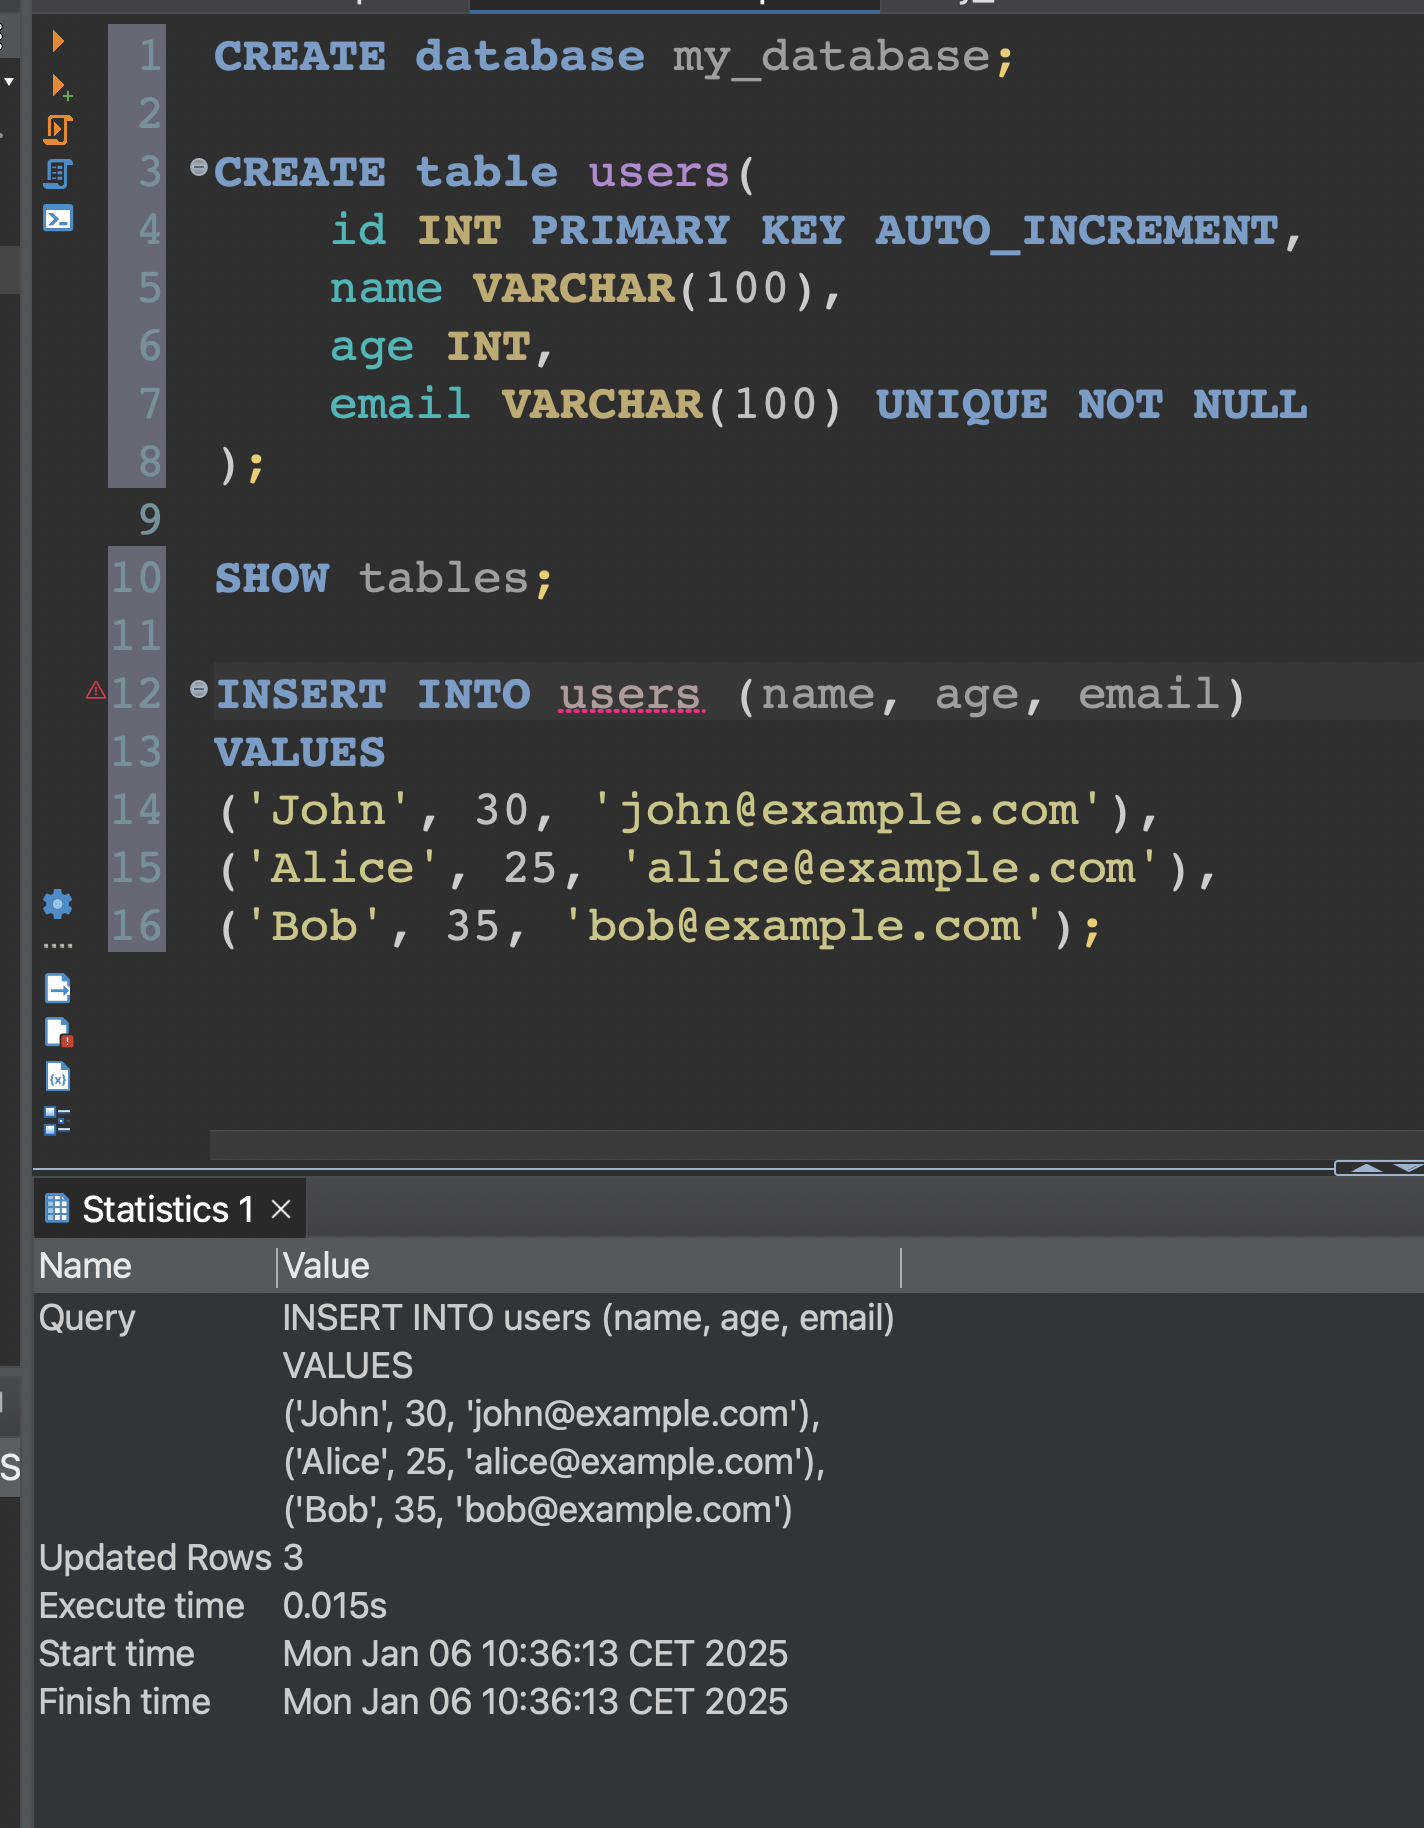 1 CREATE database my_database;
2
3 CREATE table users(
4 id INT PRIMARY KEY AUTO_INCREMENT,
5 name VARCHAR(100),
6 age INT,
7 email VARCHAR(100) UNIQUE NOT NULL
8 );
9
10 SHOW tables;
11
12 INSERT INTO users (name, age, email)
13 VALUES
14 ('John', 30, 'john@example.com'),
15 ('Alice', 25, 'alice@example.com'),
16 ('Bob', 35, 'bob@example.com');
Statistics 1
Name Value
Query INSERT INTO users (name, age, email)
VALUES
('John', 30, 'john@example.com'),
('Alice', 25, 'alice@example.com'),
('Bob', 35, 'bob@example.com')
Updated Rows 3
Execute time 0.015s
Start time Mon Jan 06 10:36:13 CET 2025
Finish time Mon Jan 06 10:36:13 CET 2025